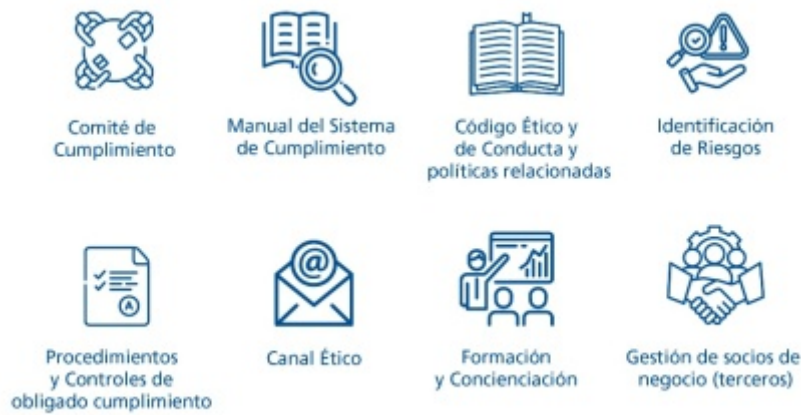 Comité de
Cumplimiento
Manual del Sistema
de Cumplimiento
Código Ético y
de Conducta y
políticas relacionadas
Identificación
de Riesgos
Procedimientos
y Controles de
obligado cumplimiento
Canal Ético
Formación
y Concienciación
Gestión de socios de
negocio (terceros)